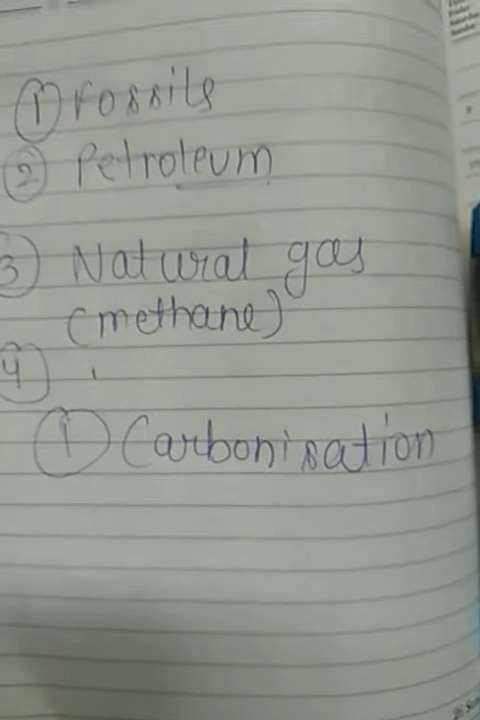 ① Fossils
② Petroleum
③ Natural gas
(methane)
④
① Carbonisation